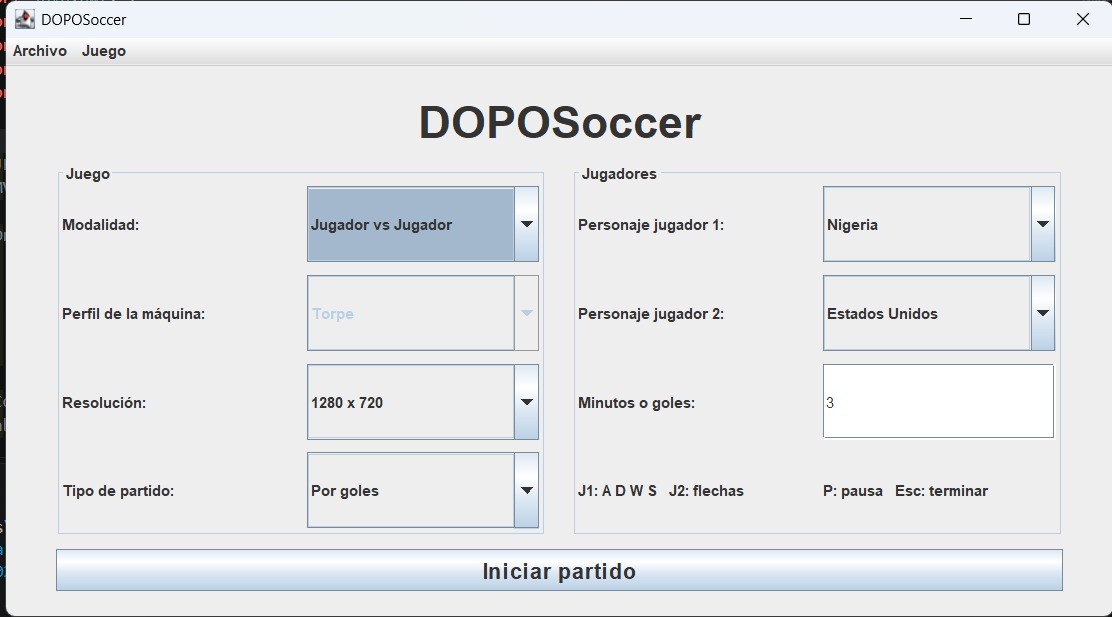 DOPOSoccer
Archivo Juego
DOPOSoccer
Juego
Modalidad: Jugador vs Jugador
Perfil de la máquina: Torpe
Resolución: 1280 x 720
Tipo de partido: Por goles
Jugadores
Personaje jugador 1: Nigeria
Personaje jugador 2: Estados Unidos
Minutos o goles: 3
J1: A D W S J2: flechas P: pausa Esc: terminar
Iniciar partido